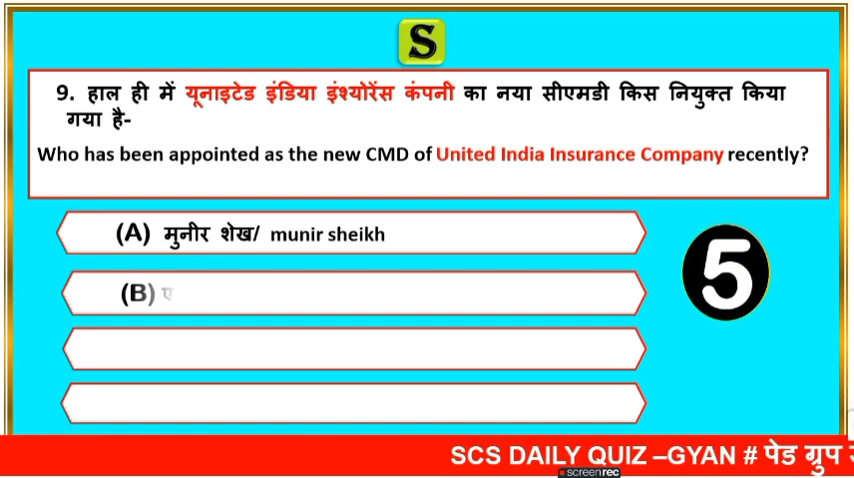 S
9. हाल ही में यूनाइटेड इंडिया इंश्योरेंस कंपनी का नया सीएमडी किस नियुक्त किया
गया है-
Who has been appointed as the new CMD of United India Insurance Company recently?
(A) मुनीर शेख/ munir sheikh
5
(B) ए
SCS DAILY QUIZ –GYAN # पेड ग्रुप
screenrec